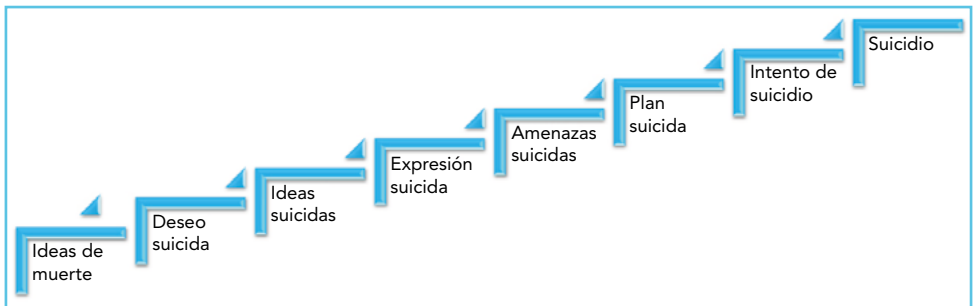 Ideas de
muerte
Deseo
suicida
Ideas
suicidas
Expresión
suicida
Amenazas
suicidas
Plan
suicida
Intento de
suicidio
Suicidio